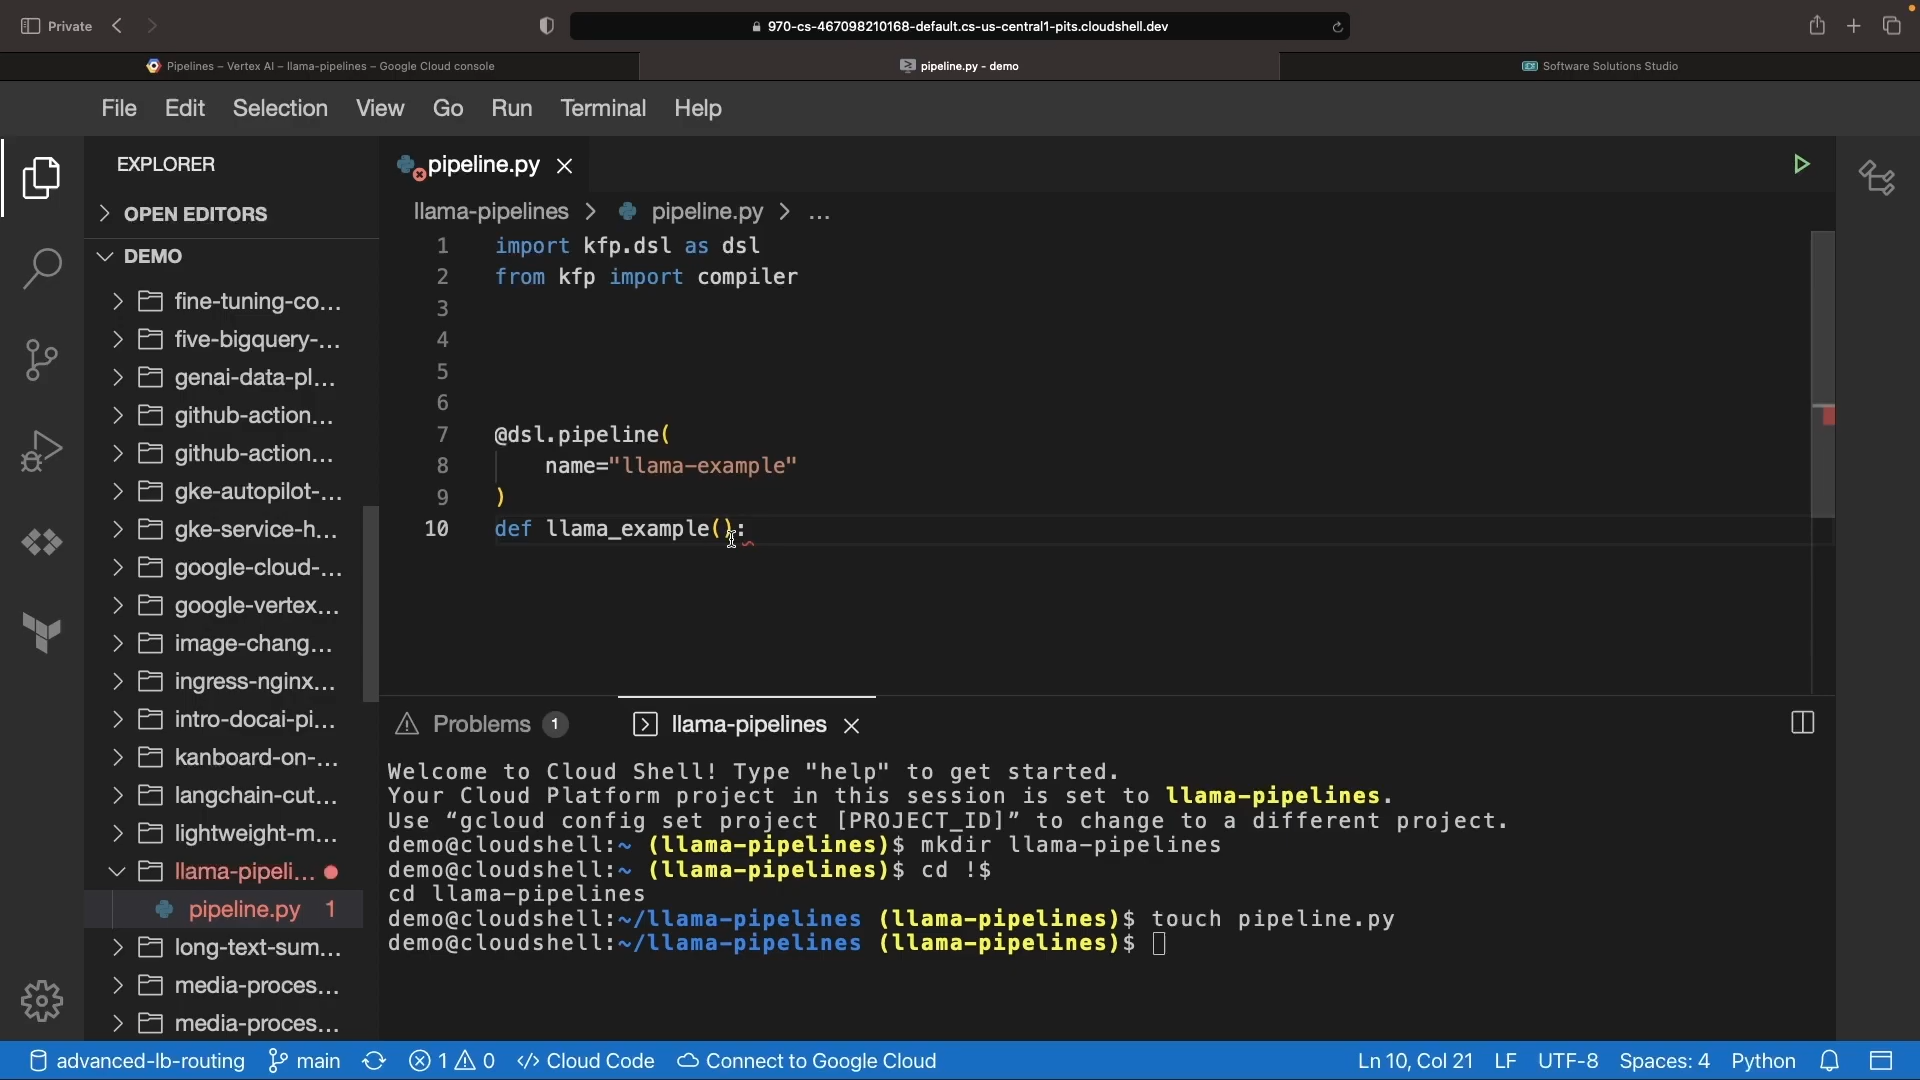 Private
970-cs-467098210168-default.cs-us-central1-pits.cloudshell.dev
Pipelines – Vertex AI – llama-pipelines – Google Cloud console
pipeline.py - demo
Software Solutions Studio
File Edit Selection View Go Run Terminal Help
EXPLORER
OPEN EDITORS
DEMO
fine-tuning-co...
five-bigquery-...
genai-data-pl...
github-action...
github-action...
gke-autopilot-...
gke-service-h...
google-cloud-...
google-vertex...
image-chang...
ingress-nginx...
intro-docai-pi...
kanboard-on-...
langchain-cut...
lightweight-m...
llama-pipeli...
pipeline.py 1
long-text-sum...
media-proces...
media-proces...
pipeline.py
llama-pipelines > pipeline.py > ...
1 import kfp.dsl as dsl
2 from kfp import compiler
3
4
5
6
7 @dsl.pipeline(
8 name="llama-example"
9 )
10 def llama_example():
Problems 1
llama-pipelines
Welcome to Cloud Shell! Type "help" to get started.
Your Cloud Platform project in this session is set to llama-pipelines.
Use “gcloud config set project [PROJECT_ID]” to change to a different project.
demo@cloudshell:~ (llama-pipelines)$ mkdir llama-pipelines
demo@cloudshell:~ (llama-pipelines)$ cd !$
cd llama-pipelines
demo@cloudshell:~/llama-pipelines (llama-pipelines)$ touch pipeline.py
demo@cloudshell:~/llama-pipelines (llama-pipelines)$
advanced-lb-routing main 1 0 Cloud Code Connect to Google Cloud Ln 10, Col 21 LF UTF-8 Spaces: 4 Python